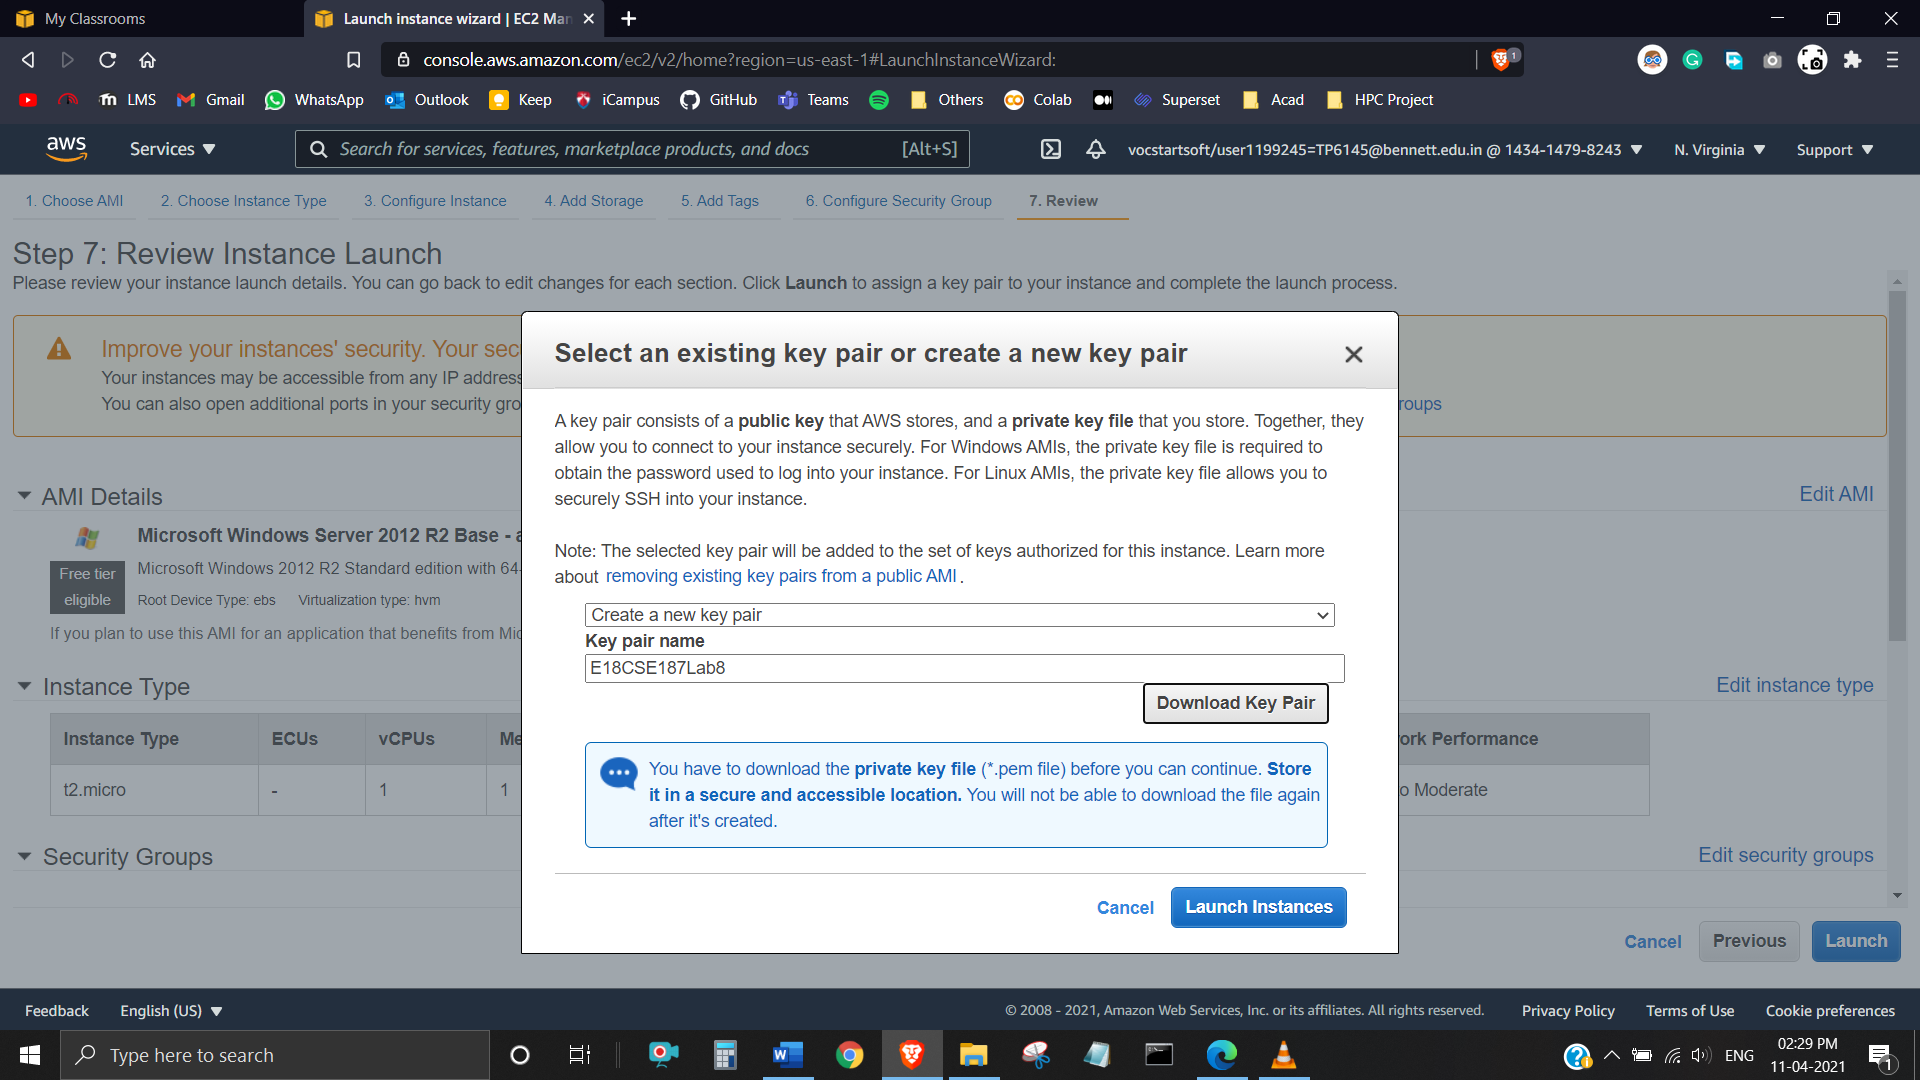 My Classrooms
Launch instance wizard | EC2 Man
console.aws.amazon.com/ec2/v2/home?region=us-east-1#LaunchInstanceWizard:
1
LMS
Gmail
WhatsApp
Outlook
Keep
iCampus
GitHub
Teams
Others
Colab
Superset
Acad
HPC Project
aws
Services
Search for services, features, marketplace products, and docs
[Alt+S]
vocstartsoft/user1199245=TP6145@bennett.edu.in @ 1434-1479-8243
N. Virginia
Support
1. Choose AMI
2. Choose Instance Type
3. Configure Instance
4. Add Storage
5. Add Tags
6. Configure Security Group
7. Review
Step 7: Review Instance Launch
Please review your instance launch details. You can go back to edit changes for each section. Click Launch to assign a key pair to your instance and complete the launch process.
Improve your instances' security. Your sec
Your instances may be accessible from any IP address
You can also open additional ports in your security gro
roups
AMI Details
Edit AMI
Microsoft Windows Server 2012 R2 Base - a
Free tier
eligible
Microsoft Windows 2012 R2 Standard edition with 64
Root Device Type: ebs
Virtualization type: hvm
If you plan to use this AMI for an application that benefits from Mic
Instance Type
Edit instance type
Instance Type
ECUs
vCPUs
Me
ork Performance
t2.micro
-
1
1
o Moderate
Security Groups
Edit security groups
Cancel
Previous
Launch
Select an existing key pair or create a new key pair
A key pair consists of a public key that AWS stores, and a private key file that you store. Together, they
allow you to connect to your instance securely. For Windows AMIs, the private key file is required to
obtain the password used to log into your instance. For Linux AMIs, the private key file allows you to
securely SSH into your instance.
Note: The selected key pair will be added to the set of keys authorized for this instance. Learn more
about removing existing key pairs from a public AMI .
Create a new key pair
Key pair name
E18CSE187Lab8
Download Key Pair
You have to download the private key file (*.pem file) before you can continue. Store
it in a secure and accessible location. You will not be able to download the file again
after it's created.
Cancel
Launch Instances
Feedback
English (US)
© 2008 - 2021, Amazon Web Services, Inc. or its affiliates. All rights reserved.
Privacy Policy
Terms of Use
Cookie preferences
Type here to search
ENG
02:29 PM
11-04-2021
1